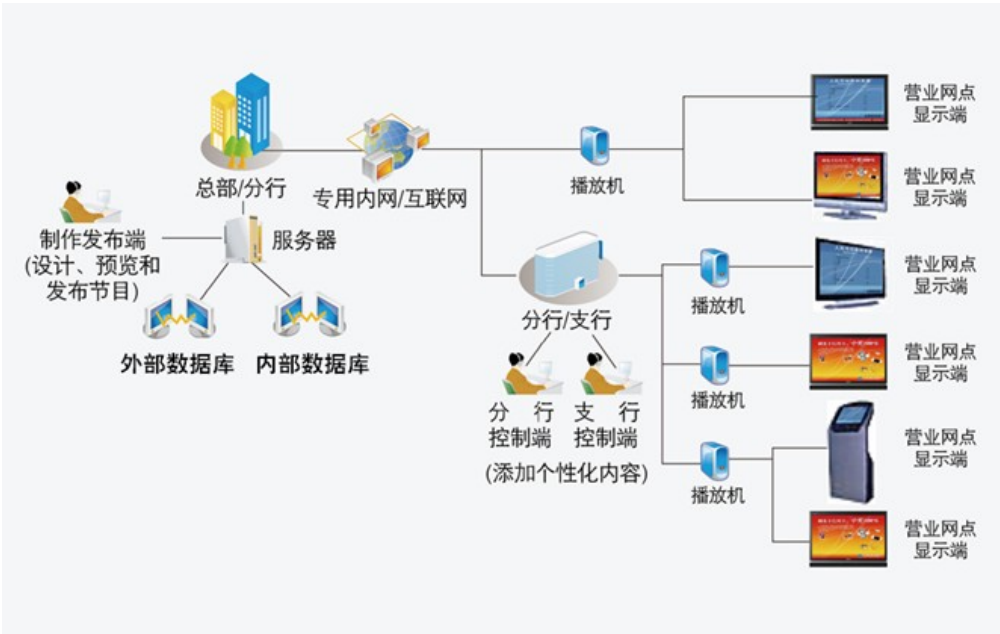 总部/分行
专用内网/互联网
制作发布端
(设计、预览和
发布节目)
服务器
外部数据库
内部数据库
播放机
营业网点
显示端
营业网点
显示端
分行/支行
分行
控制端
支行
控制端
(添加个性化内容)
播放机
营业网点
显示端
播放机
营业网点
显示端
播放机
营业网点
显示端
营业网点
显示端